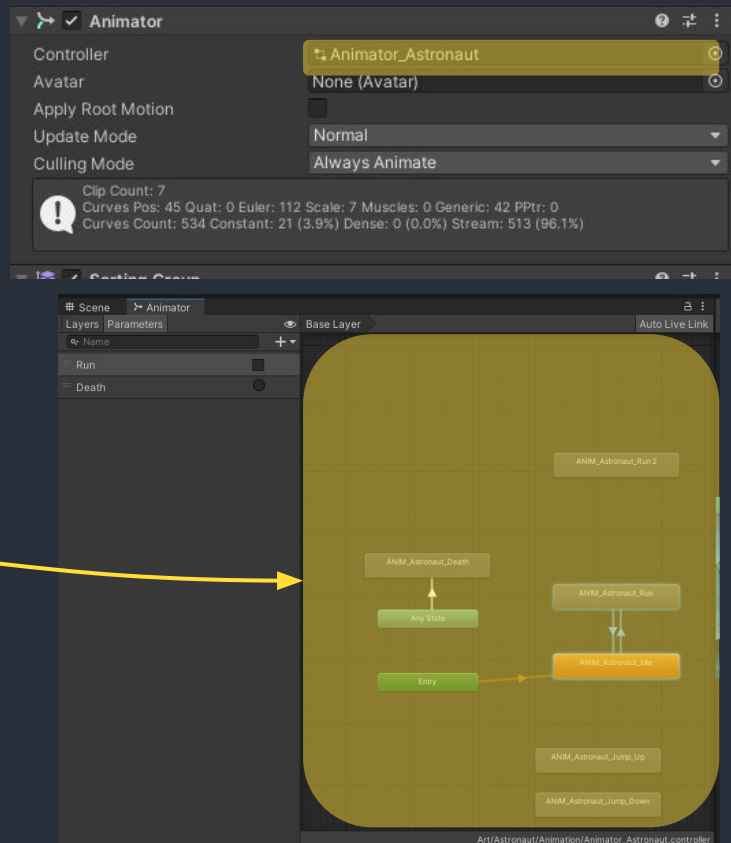 Animator
Controller
Animator_Astronaut
Avatar
None (Avatar)
Apply Root Motion
Update Mode
Normal
Culling Mode
Always Animate
Clip Count: 7
Curves Pos: 45 Quat: 0 Euler: 112 Scale: 7 Muscles: 0 Generic: 42 PPtr: 0
Curves Count: 534 Constant: 21 (3.9%) Dense: 0 (0.0%) Stream: 513 (96.1%)
Sorting Group
Scene
Animator
Layers
Parameters
Base Layer
Auto Live Link
Name
Run
Death
ANIM_Astronaut_Run 2
ANIM_Astronaut_Death
ANIM_Astronaut_Run
Any State
ANIM_Astronaut_Idle
Entry
ANIM_Astronaut_Jump_Up
ANIM_Astronaut_Jump_Down
Art/Astronaut/Animation/Animator_Astronaut.controller